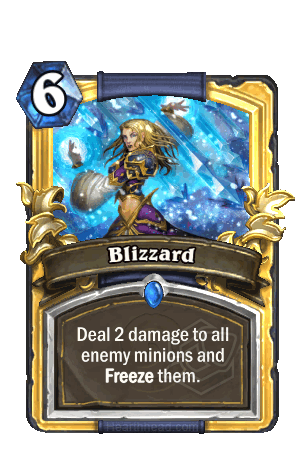 6
Blizzard
Deal 2 damage to all
enemy minions and
Freeze them.